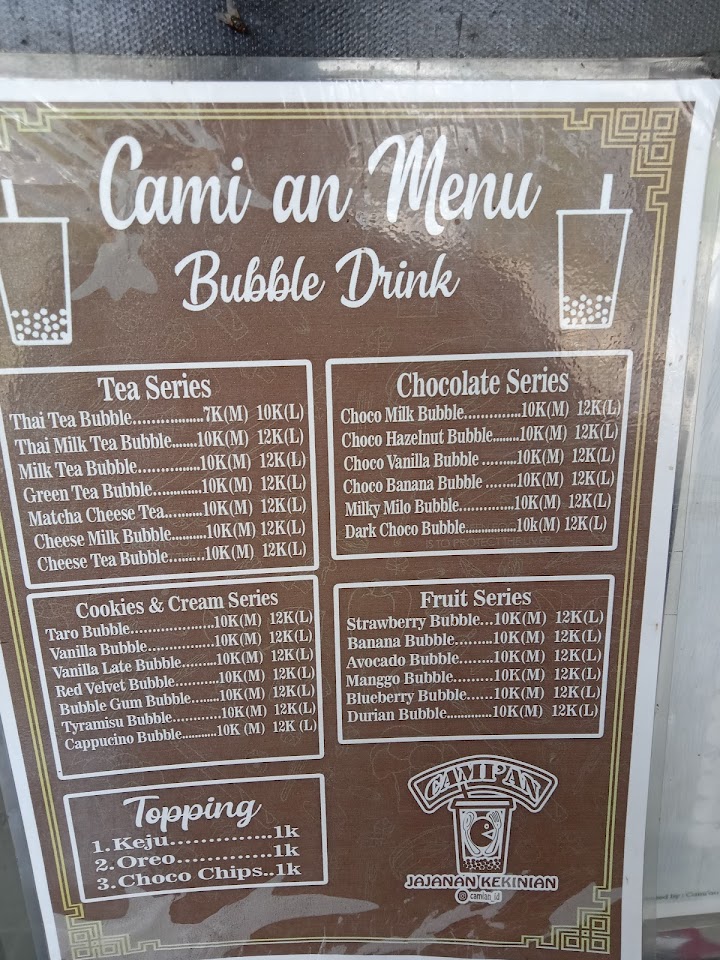 Cami an Menu
Bubble Drink
Tea Series
Thai Tea Bubble..................7K(M) 10K(L)
Thai Milk Tea Bubble.......10K(M) 12K(L)
Milk Tea Bubble..............10K(M) 12K(L)
Green Tea Bubble............10K(M) 12K(L)
Matcha Cheese Tea.........10K(M) 12K(L)
Cheese Milk Bubble.........10K(M) 12K(L)
Cheese Tea Bubble.........10K(M) 12K(L)
Chocolate Series
Choco Milk Bubble.............10K(M) 12K(L)
Choco Hazelnut Bubble.......10K(M) 12K(L)
Choco Vanilla Bubble .........10K(M) 12K(L)
Choco Banana Bubble ........10K(M) 12K(L)
Milky Milo Bubble..............10K(M) 12K(L)
Dark Choco Bubble...............10k(M) 12K(L)
Cookies & Cream Series
Taro Bubble....................10K(M) 12K(L)
Vanilla Bubble................10K(M) 12K(L)
Vanilla Late Bubble.........10K(M) 12K(L)
Red Velvet Bubble...........10K(M) 12K(L)
Bubble Gum Bubble.......10K(M) 12K(L)
Tyramisu Bubble............10K(M) 12K(L)
Cappucino Bubble...........10K (M) 12K (L)
Fruit Series
Strawberry Bubble...10K(M) 12K(L)
Banana Bubble.........10K(M) 12K(L)
Avocado Bubble........10K(M) 12K(L)
Manggo Bubble.........10K(M) 12K(L)
Blueberry Bubble......10K(M) 12K(L)
Durian Bubble.............10K(M) 12K(L)
Topping
1.Keju..............1k
2.Oreo..............1k
3.Choco Chips..1k
CAMIPAN
JAJANAN KEKINIAN